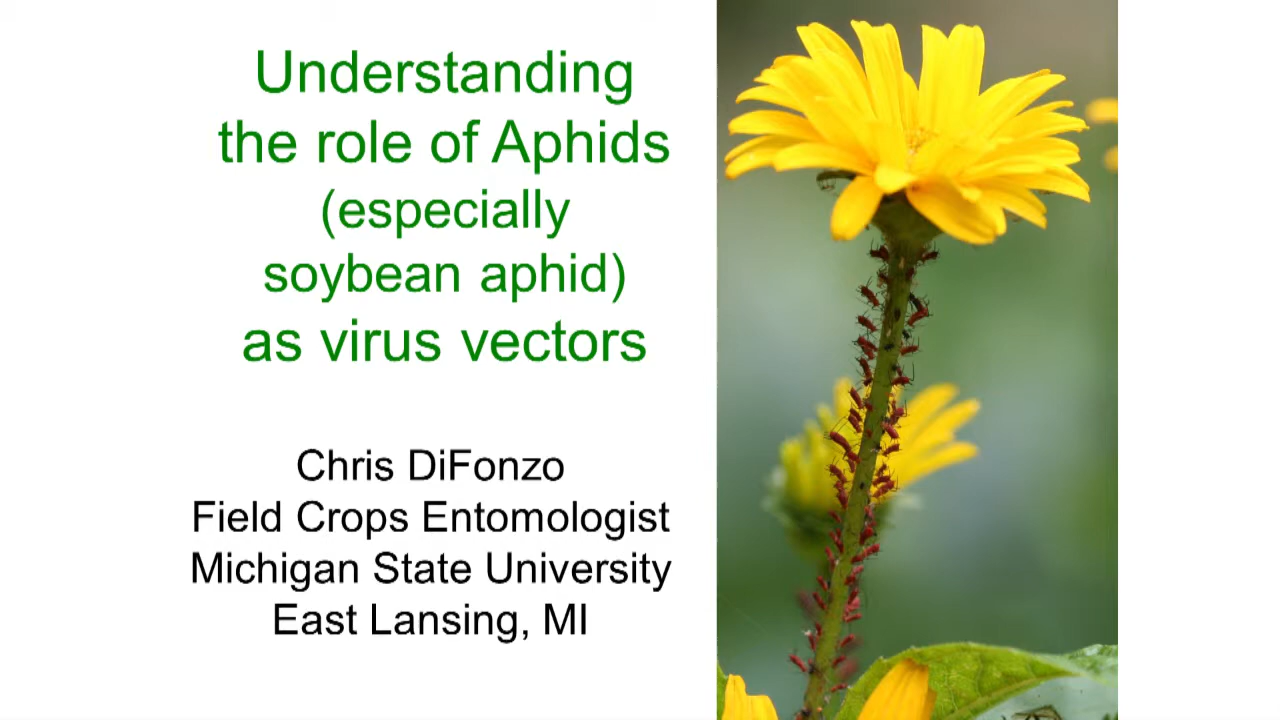 Understanding
the role of Aphids
(especially
soybean aphid)
as virus vectors
Chris DiFonzo
Field Crops Entomologist
Michigan State University
East Lansing, MI